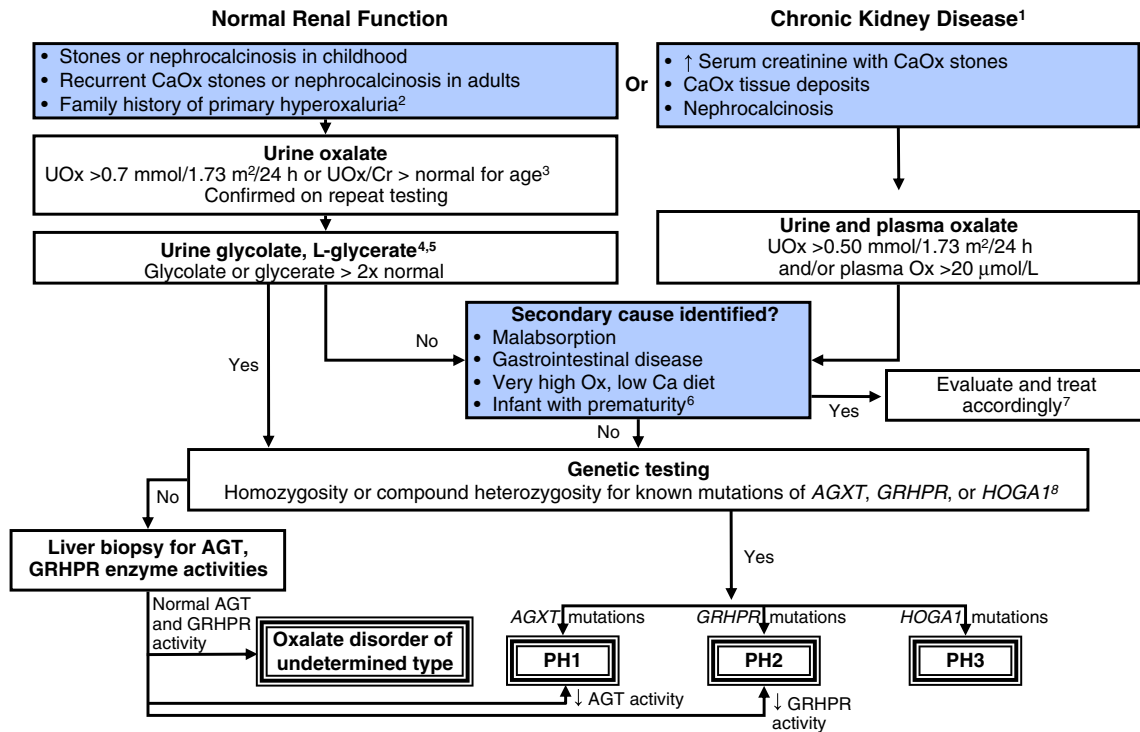 Normal Renal Function
Chronic Kidney Disease¹
• Stones or nephrocalcinosis in childhood
• Recurrent CaOx stones or nephrocalcinosis in adults
• Family history of primary hyperoxaluria²
Or
• ↑ Serum creatinine with CaOx stones
• CaOx tissue deposits
• Nephrocalcinosis
Urine oxalate
UOx >0.7 mmol/1.73 m²/24 h or UOx/Cr > normal for age³
Confirmed on repeat testing
Urine glycolate, L-glycerate⁴,⁵
Glycolate or glycerate > 2x normal
Urine and plasma oxalate
UOx >0.50 mmol/1.73 m²/24 h
and/or plasma Ox >20 μmol/L
Yes
No
Secondary cause identified?
• Malabsorption
• Gastrointestinal disease
• Very high Ox, low Ca diet
• Infant with prematurity⁶
Yes
Evaluate and treat
accordingly⁷
No
Genetic testing
Homozygosity or compound heterozygosity for known mutations of AGXT, GRHPR, or HOGA1⁸
No
Liver biopsy for AGT,
GRHPR enzyme activities
Yes
Normal AGT
and GRHPR
activity
Oxalate disorder of
undetermined type
AGXT mutations
GRHPR mutations
HOGA1 mutations
PH1
PH2
PH3
↓ AGT activity
↓ GRHPR
activity